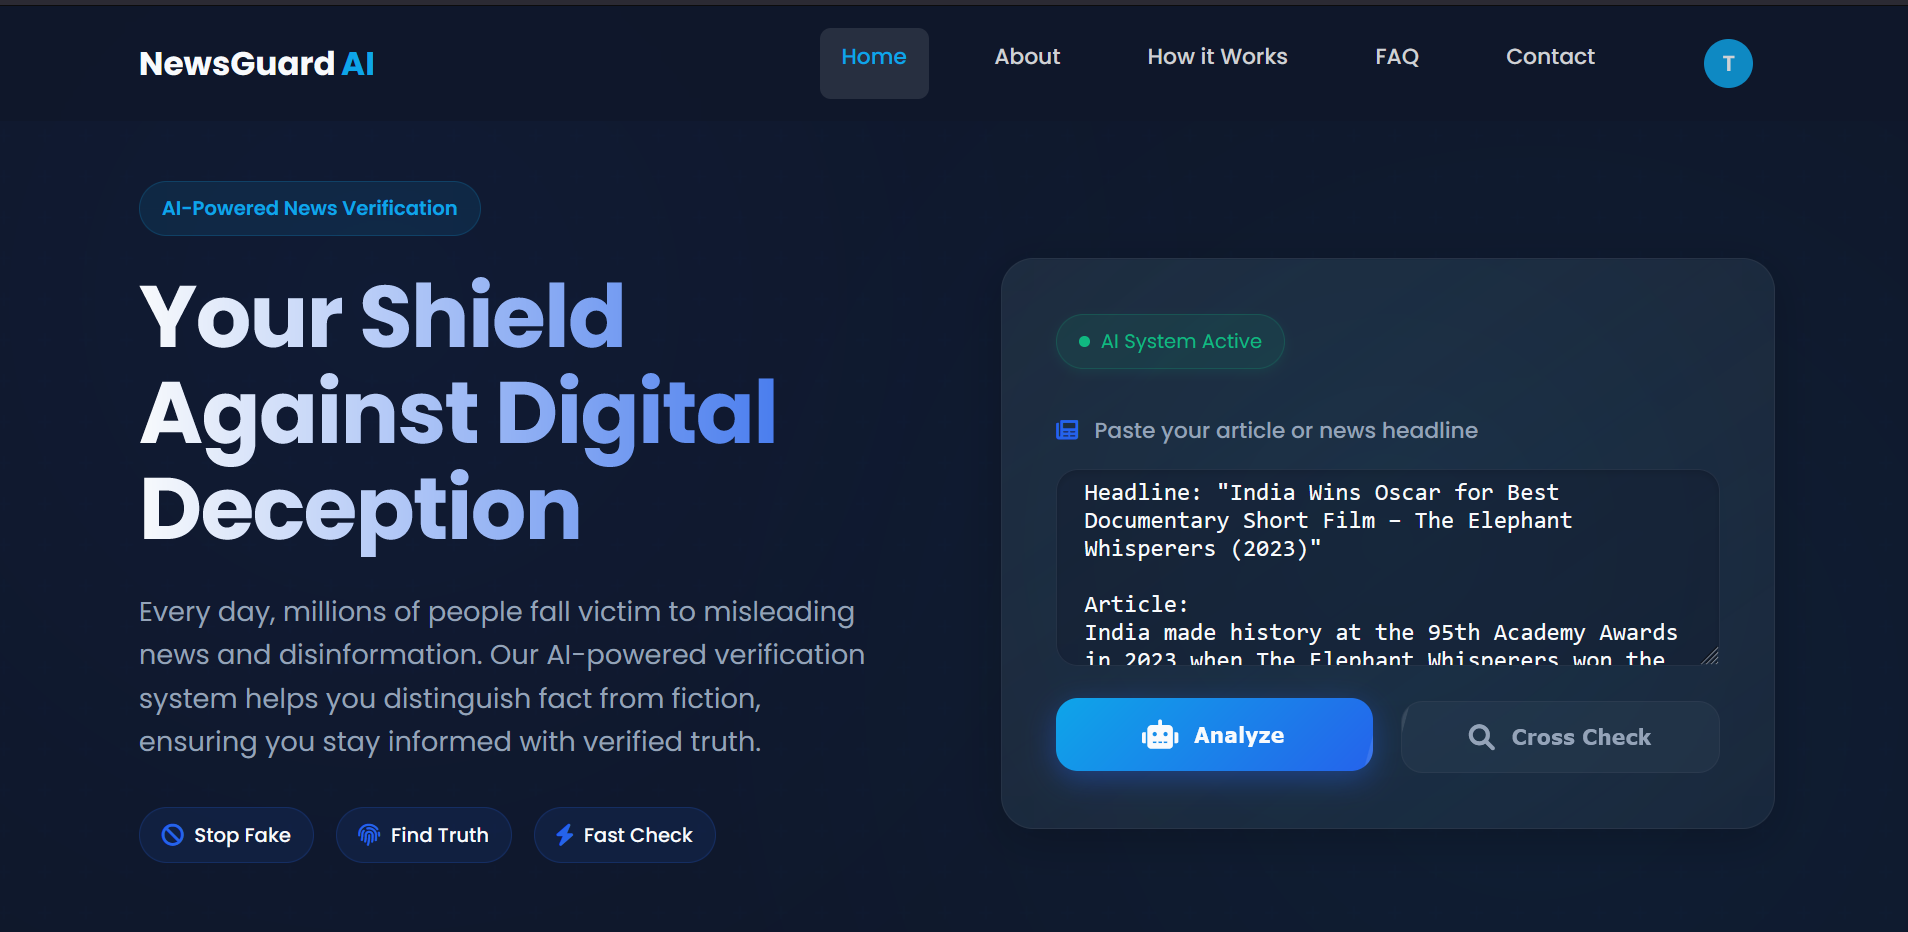 NewsGuard AI
Home
About
How it Works
FAQ
Contact
T
AI-Powered News Verification
Your Shield
Against Digital
Deception
Every day, millions of people fall victim to misleading
news and disinformation. Our AI-powered verification
system helps you distinguish fact from fiction,
ensuring you stay informed with verified truth.
Stop Fake
Find Truth
Fast Check
AI System Active
Paste your article or news headline
Headline: "India Wins Oscar for Best
Documentary Short Film – The Elephant
Whisperers (2023)"
Article:
India made history at the 95th Academy Awards
in 2023 when The Elephant Whisperers won the
Analyze
Cross Check